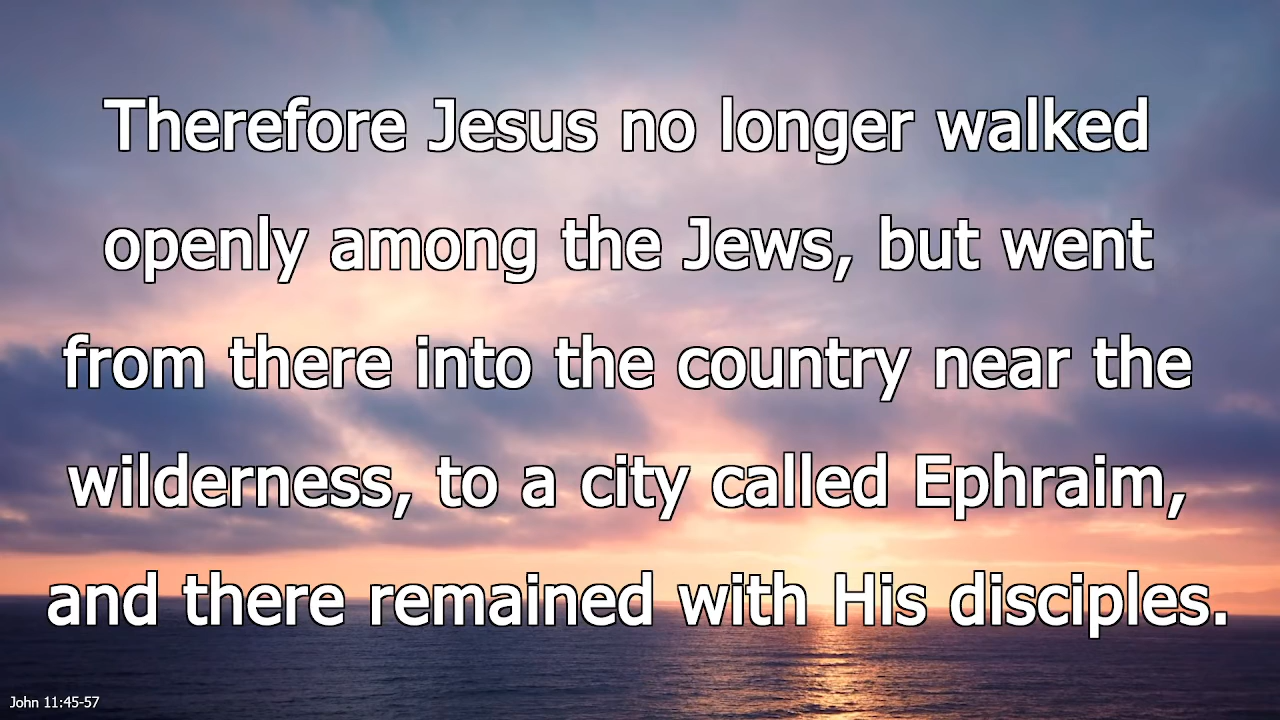 Therefore Jesus no longer walked
openly among the Jews, but went
from there into the country near the
wilderness, to a city called Ephraim,
and there remained with His disciples.
John 11:45-57